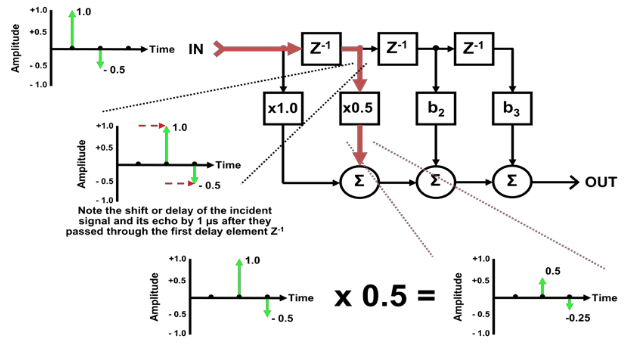 +1.0
+0.5
-0.5
-1.0
Amplitude
1.0
-0.5
Time
IN
Z⁻¹
Z⁻¹
Z⁻¹
x1.0
x0.5
b₂
b₃
Σ
Σ
Σ
OUT
+1.0
+0.5
-0.5
-1.0
Amplitude
1.0
-0.5
Time
Note the shift or delay of the incident
signal and its echo by 1 µs after they
passed through the first delay element Z⁻¹
+1.0
+0.5
-0.5
-1.0
Amplitude
1.0
-0.5
Time
x 0.5 =
+1.0
+0.5
-0.5
-1.0
Amplitude
0.5
-0.25
Time